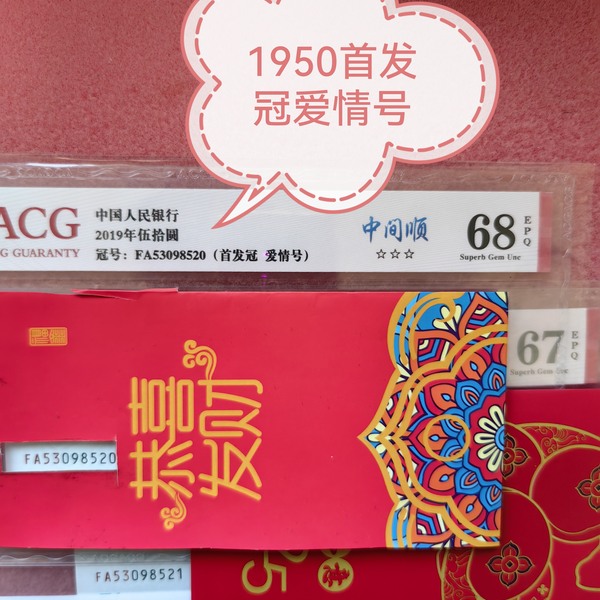 1950首发
冠爱情号
ACG
G GUARANTY
中国人民银行
2019年伍拾圆
冠号：FA53098520（首发冠 爱情号）
中间顺
☆☆☆
68
EPQ
Superb Gem Unc
67
EPQ
Superb Gem Unc
恭喜
发财
FA53098520
FA53098521